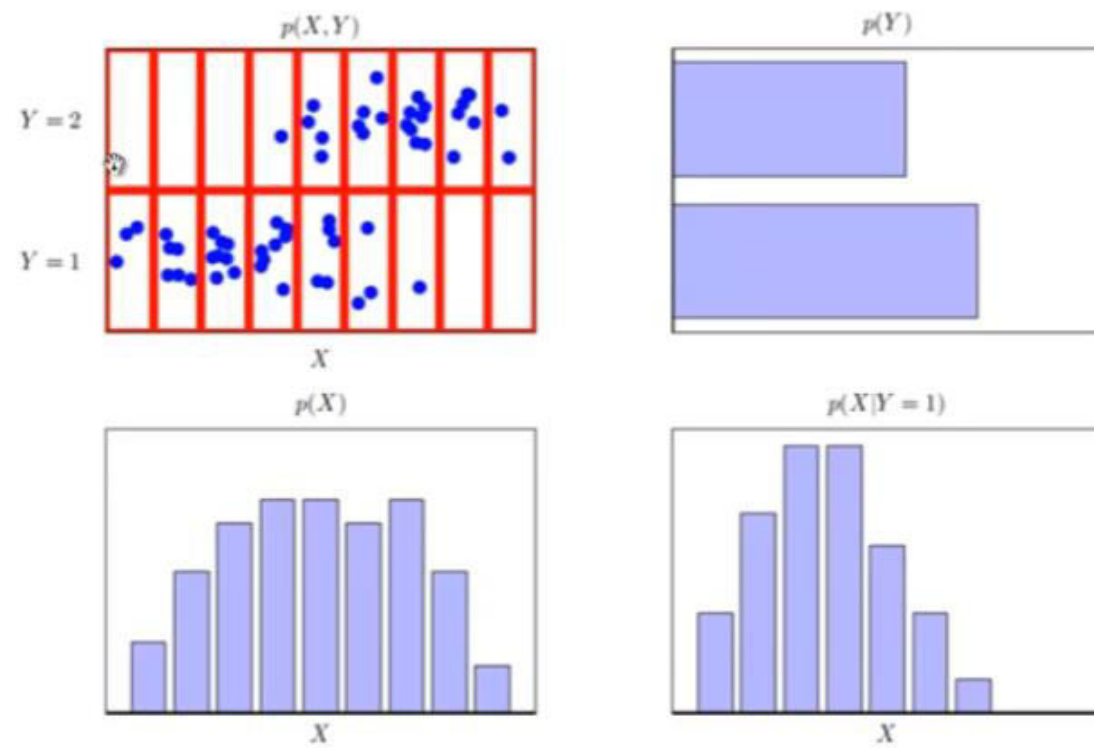 p(X, Y)
p(Y)
Y = 2
Y = 1
X
p(X)
p(X|Y = 1)
X
X